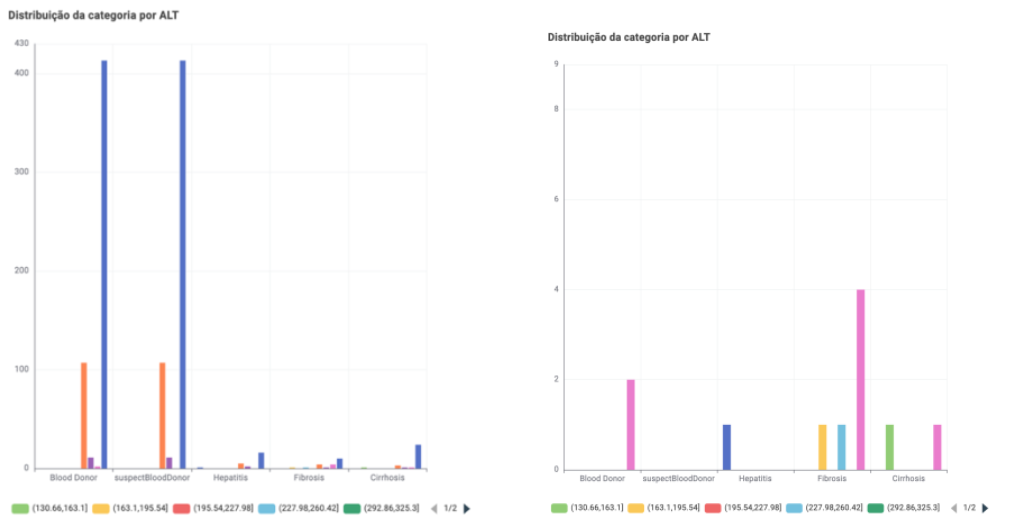 Distribuição da categoria por ALT
430
400
300
200
100
0
Blood Donor suspectBloodDonor Hepatitis Fibrosis Cirrhosis
(130.66,163.1] (163.1,195.54] (195.54,227.98] (227.98,260.42] (292.86,325.3] 1/2
Distribuição da categoria por ALT
9
8
6
4
2
0
Blood Donor suspectBloodDonor Hepatitis Fibrosis Cirrhosis
(130.66,163.1] (163.1,195.54] (195.54,227.98] (227.98,260.42] (292.86,325.3] 1/2